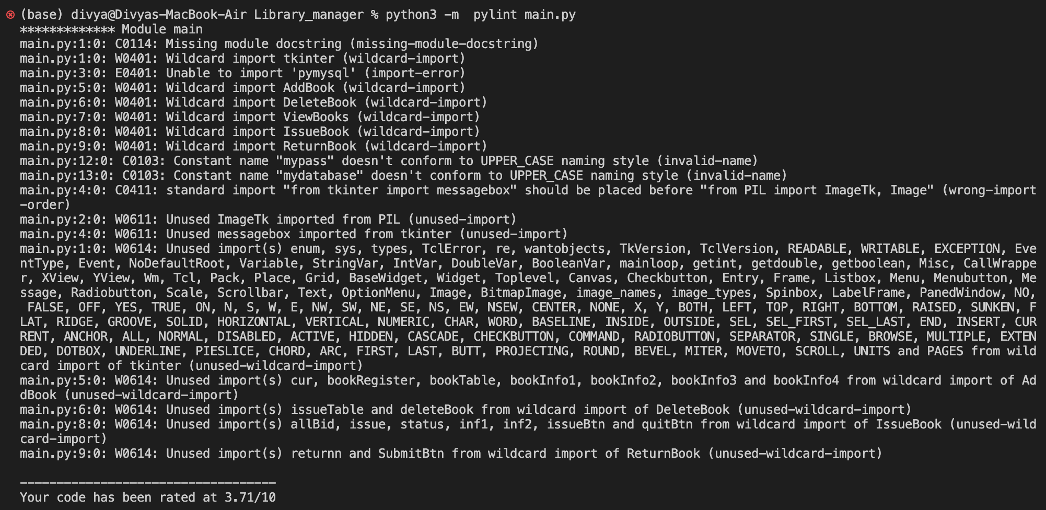 (base) divya@Divyas-MacBook-Air Library_manager % python3 -m  pylint main.py
************* Module main
main.py:1:0: C0114: Missing module docstring (missing-module-docstring)
main.py:1:0: W0401: Wildcard import tkinter (wildcard-import)
main.py:3:0: E0401: Unable to import 'pymysql' (import-error)
main.py:5:0: W0401: Wildcard import AddBook (wildcard-import)
main.py:6:0: W0401: Wildcard import DeleteBook (wildcard-import)
main.py:7:0: W0401: Wildcard import ViewBooks (wildcard-import)
main.py:8:0: W0401: Wildcard import IssueBook (wildcard-import)
main.py:9:0: W0401: Wildcard import ReturnBook (wildcard-import)
main.py:12:0: C0103: Constant name "mypass" doesn't conform to UPPER_CASE naming style (invalid-name)
main.py:13:0: C0103: Constant name "mydatabase" doesn't conform to UPPER_CASE naming style (invalid-name)
main.py:4:0: C0411: standard import "from tkinter import messagebox" should be placed before "from PIL import ImageTk, Image" (wrong-import
-order)
main.py:2:0: W0611: Unused ImageTk imported from PIL (unused-import)
main.py:4:0: W0611: Unused messagebox imported from tkinter (unused-import)
main.py:1:0: W0614: Unused import(s) enum, sys, types, TclError, re, wantobjects, TkVersion, TclVersion, READABLE, WRITABLE, EXCEPTION, Eve
ntType, Event, NoDefaultRoot, Variable, StringVar, IntVar, DoubleVar, BooleanVar, mainloop, getint, getdouble, getboolean, Misc, CallWrappe
r, XView, YView, Wm, Tcl, Pack, Place, Grid, BaseWidget, Widget, Toplevel, Canvas, Checkbutton, Entry, Frame, Listbox, Menu, Menubutton, Me
ssage, Radiobutton, Scale, Scrollbar, Text, OptionMenu, Image, BitmapImage, image_names, image_types, Spinbox, LabelFrame, PanedWindow, NO,
FALSE, OFF, YES, TRUE, ON, N, S, W, E, NW, SW, NE, SE, NS, EW, NSEW, CENTER, NONE, X, Y, BOTH, LEFT, TOP, RIGHT, BOTTOM, RAISED, SUNKEN, F
LAT, RIDGE, GROOVE, SOLID, HORIZONTAL, VERTICAL, NUMERIC, CHAR, WORD, BASELINE, INSIDE, OUTSIDE, SEL, SEL_FIRST, SEL_LAST, END, INSERT, CUR
RENT, ANCHOR, ALL, NORMAL, DISABLED, ACTIVE, HIDDEN, CASCADE, CHECKBUTTON, COMMAND, RADIOBUTTON, SEPARATOR, SINGLE, BROWSE, MULTIPLE, EXTEN
DED, DOTBOX, UNDERLINE, PIESLICE, CHORD, ARC, FIRST, LAST, BUTT, PROJECTING, ROUND, BEVEL, MITER, MOVETO, SCROLL, UNITS and PAGES from wild
card import of tkinter (unused-wildcard-import)
main.py:5:0: W0614: Unused import(s) cur, bookRegister, bookTable, bookInfo1, bookInfo2, bookInfo3 and bookInfo4 from wildcard import of Ad
dBook (unused-wildcard-import)
main.py:6:0: W0614: Unused import(s) issueTable and deleteBook from wildcard import of DeleteBook (unused-wildcard-import)
main.py:8:0: W0614: Unused import(s) allBid, issue, status, inf1, inf2, issueBtn and quitBtn from wildcard import of IssueBook (unused-wild
card-import)
main.py:9:0: W0614: Unused import(s) returnn and SubmitBtn from wildcard import of ReturnBook (unused-wildcard-import)
-----------------------------------
Your code has been rated at 3.71/10